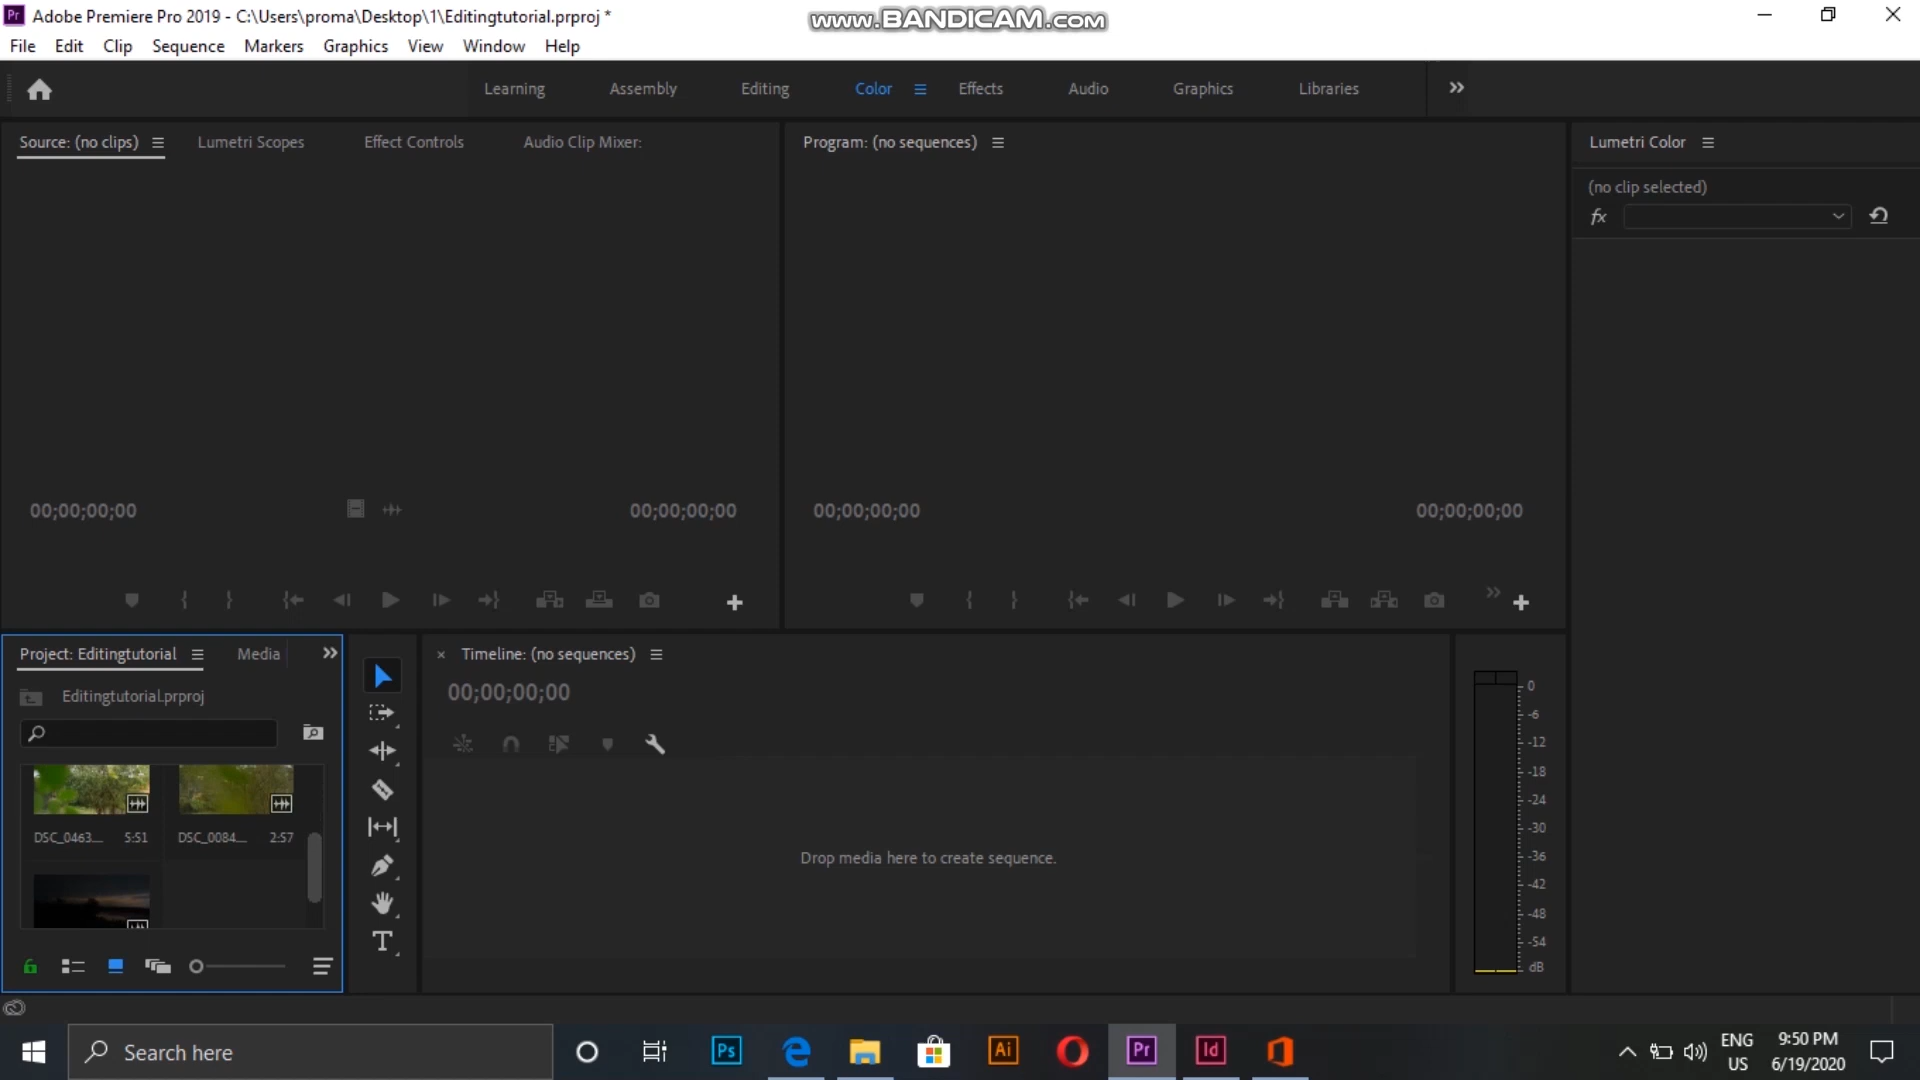 Adobe Premiere Pro 2019 - C:\Users\proma\Desktop\1\Editingtutorial.prproj *
www.BANDICAM.com
File Edit Clip Sequence Markers Graphics View Window Help
Learning Assembly Editing Color Effects Audio Graphics Libraries
Source: (no clips) Lumetri Scopes Effect Controls Audio Clip Mixer:
Program: (no sequences)
Lumetri Color
(no clip selected)
fx
00;00;00;00 00;00;00;00
00;00;00;00 00;00;00;00
Project: Editingtutorial Media
Editingtutorial.prproj
DSC_0463.... 5:51 DSC_0084.... 2:57
Timeline: (no sequences)
00;00;00;00
Drop media here to create sequence.
0
-6
-12
-18
-24
-30
-36
-42
-48
-54
dB
Search here
Ps
Ai
Pr
Id
ENG
US
9:50 PM
6/19/2020